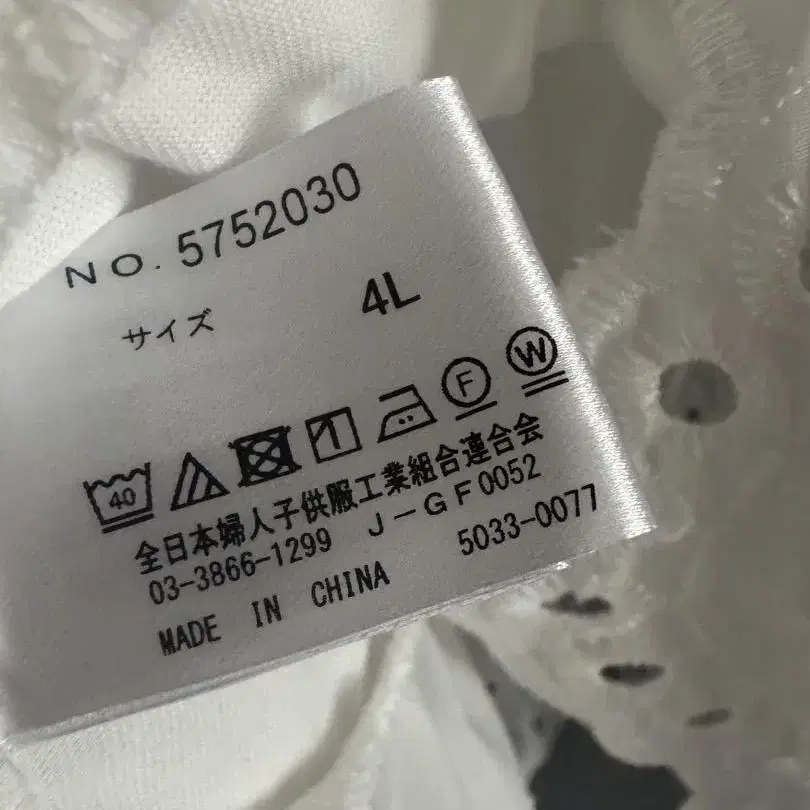 NO. 5752030
サイズ 4L
40 F W
全日本婦人子供服工業組合連合会
03-3866-1299 J-GF0052
5033-0077
MADE IN CHINA